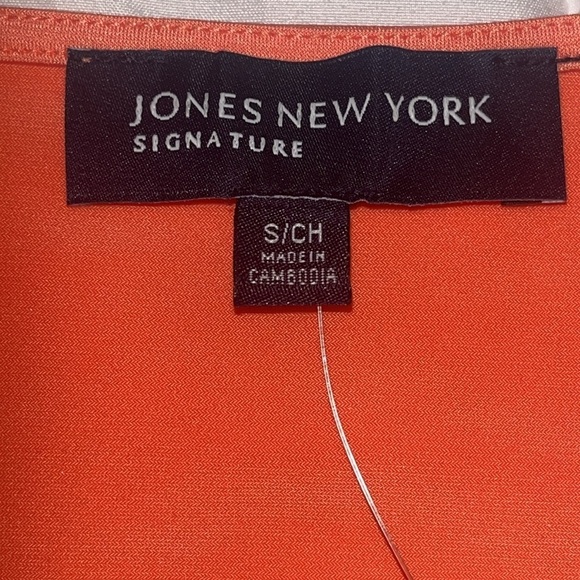 JONES NEW YORK
SIGNATURE
S/CH
MADE IN
CAMBODIA